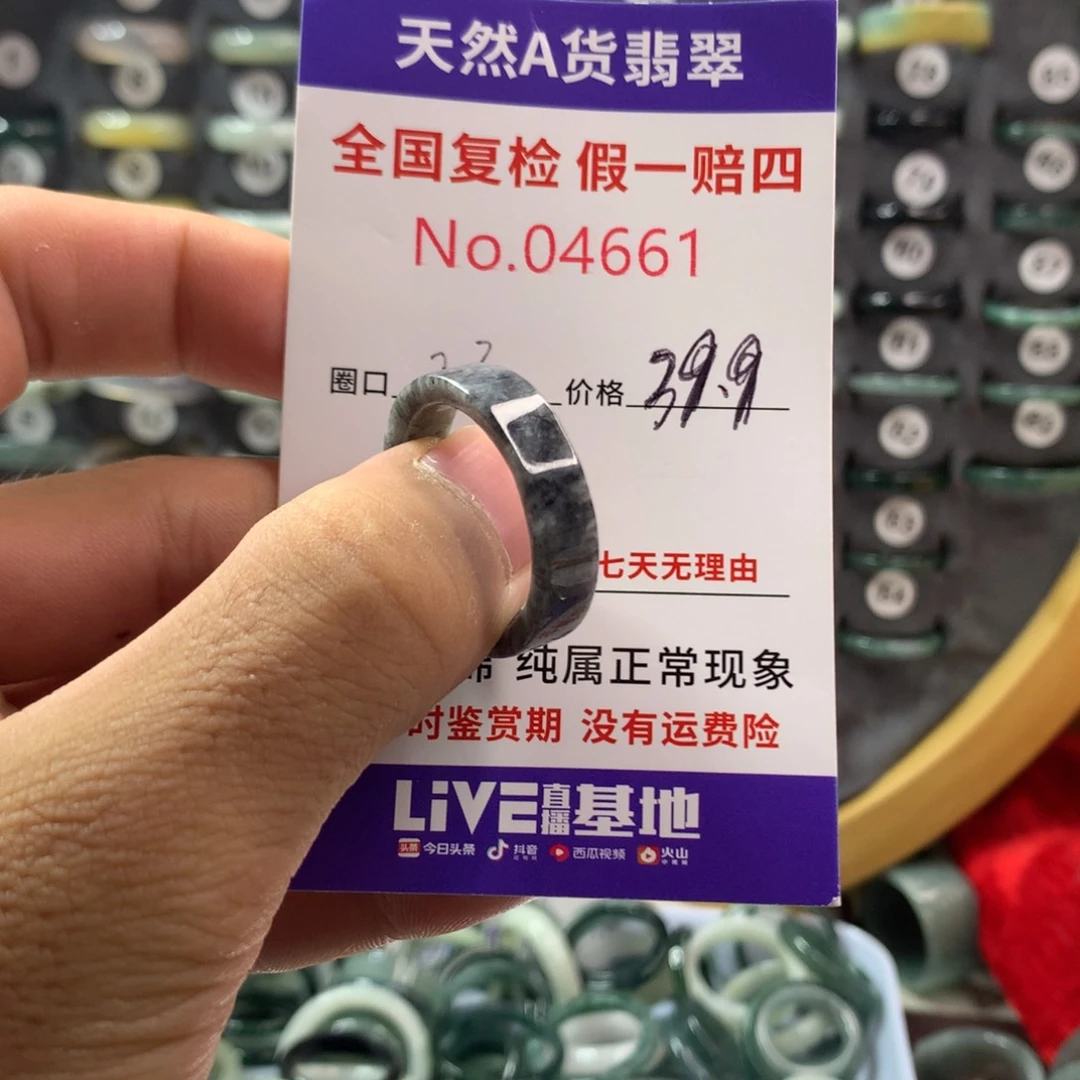 天然A货翡翠
全国复检 假一赔四
No.04661
圈口 价格 39.9
七天无理由
纯属正常现象
时鉴赏期 没有运费险
LiVE直播基地
头条 今日头条 抖音 西瓜视频 火山